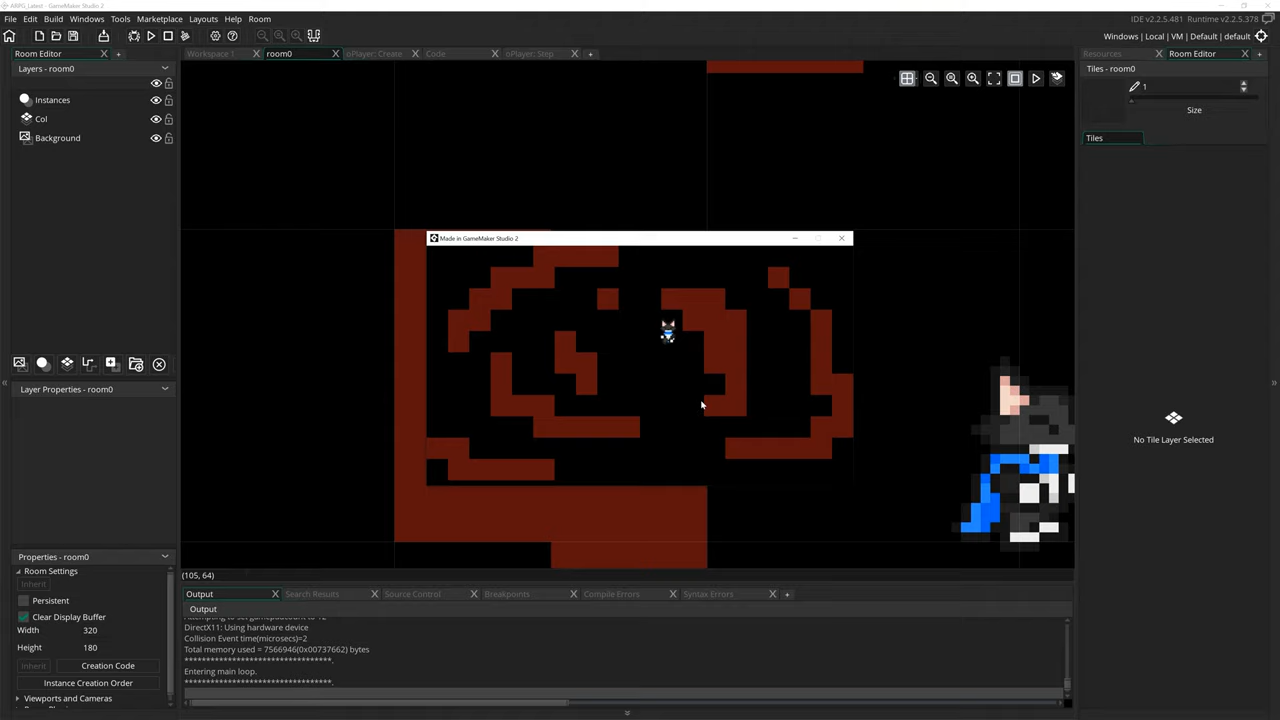 ARPG_Latest - GameMaker Studio 2
File Edit Build Windows Tools Marketplace Layouts Help Room
IDE v2.2.5.481 Runtime v2.2.5.378
Windows | Local | VM | Default | default
Room Editor
Workspace 1
room0
oPlayer: Create
Code
oPlayer: Step
Resources
Room Editor
Layers - room0
Tiles - room0
1
Instances
Size
Col
Tiles
Background
Made in GameMaker Studio 2
Layer Properties - room0
No Tile Layer Selected
Properties - room0
(105, 64)
Room Settings
Inherit
Output
Search Results
Source Control
Breakpoints
Compile Errors
Syntax Errors
Persistent
Output
Clear Display Buffer
DirectX11: Using hardware device
Width 320
Collision Event time(microsecs)=2
Height 180
Total memory used = 7566946(0x00737662) bytes
***********************************.
Inherit
Creation Code
Entering main loop.
Instance Creation Order
***********************************.
Viewports and Cameras